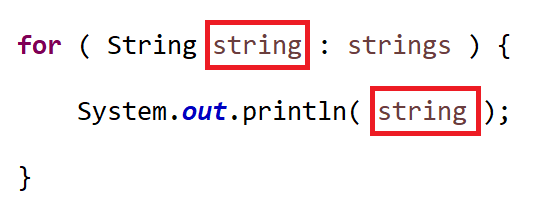 for ( String string : strings ) {
System.out.println( string );
}